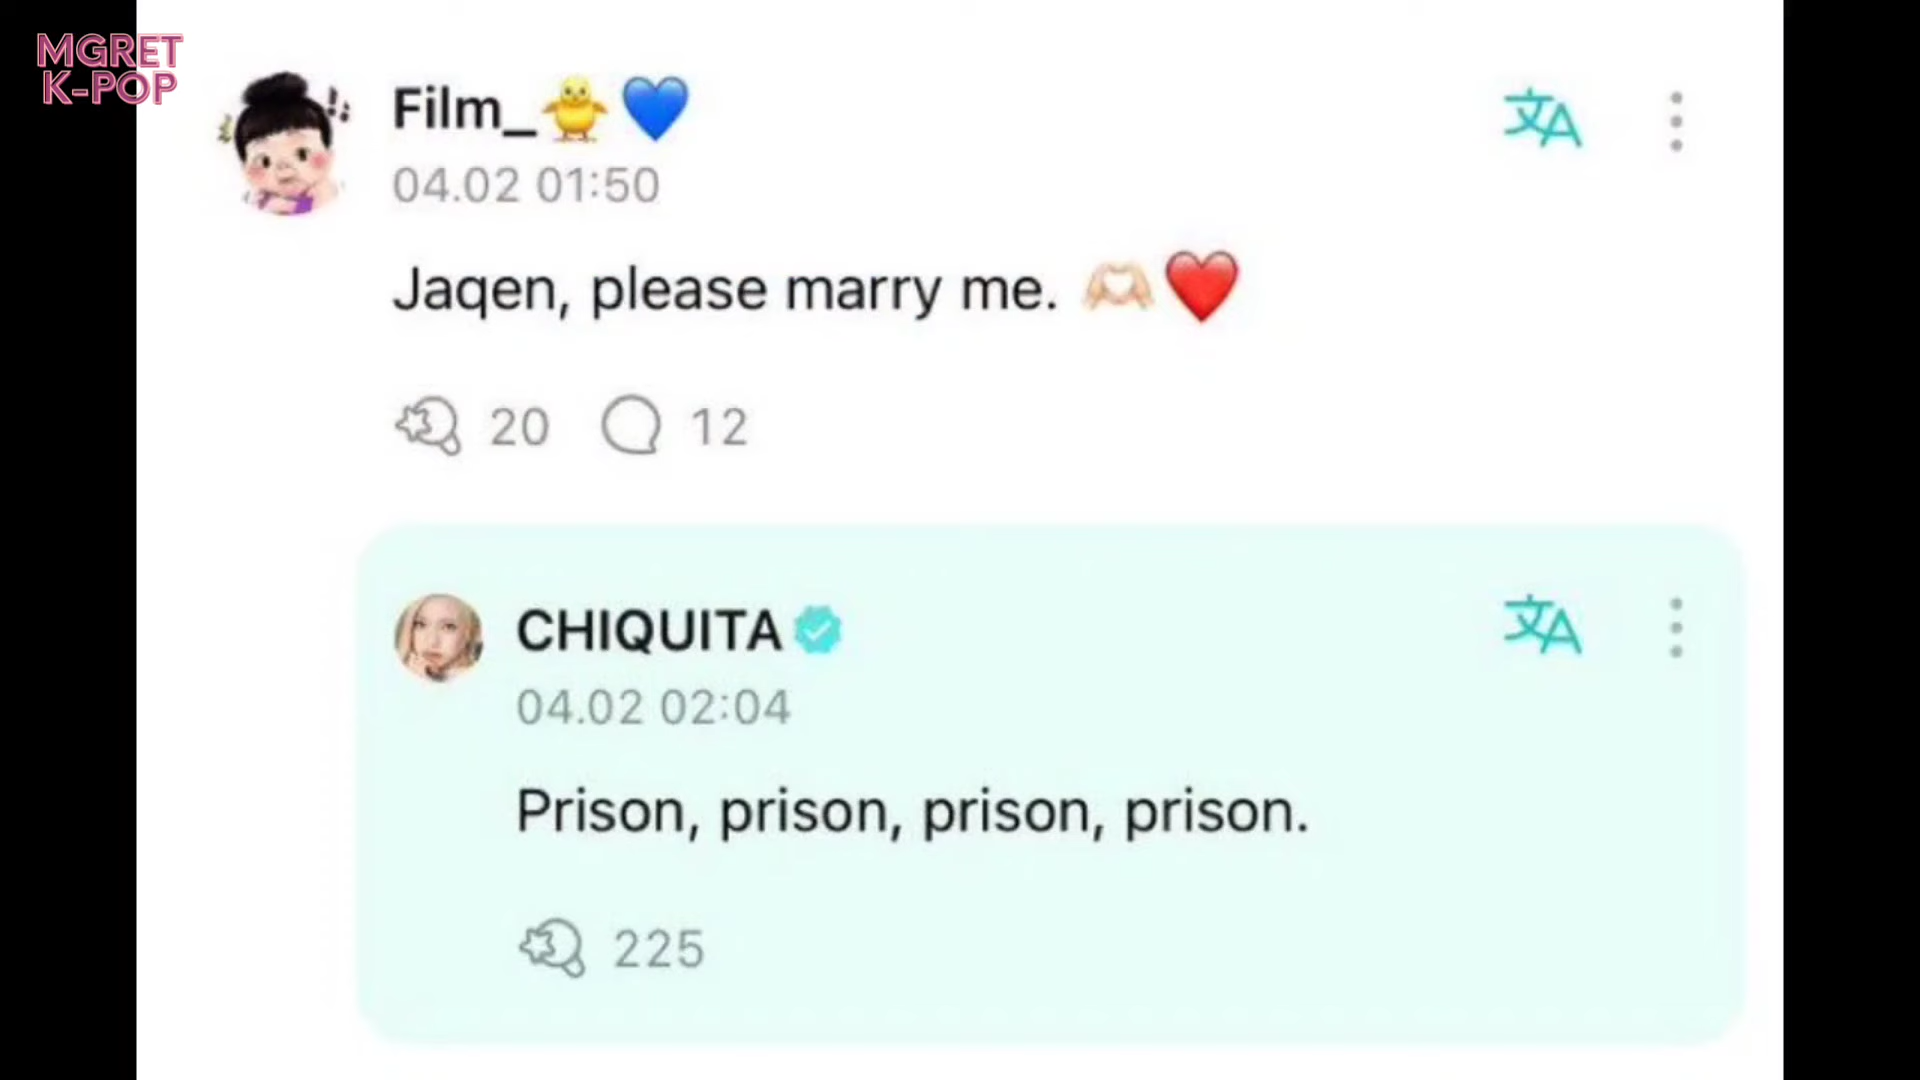 MGRET
K-POP
Film_🐥💙
04.02 01:50
Jaqen, please marry me. 🫶🏻❤️
20 12
CHIQUITA
04.02 02:04
Prison, prison, prison, prison.
225